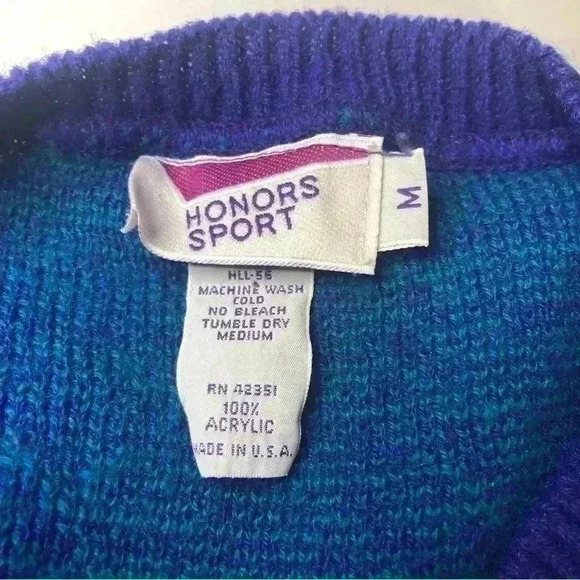 HONORS
SPORT
M
HLL-56
MACHINE WASH
COLD
NO BLEACH
TUMBLE DRY
MEDIUM
RN 42351
100%
ACRYLIC
MADE IN U.S.A.